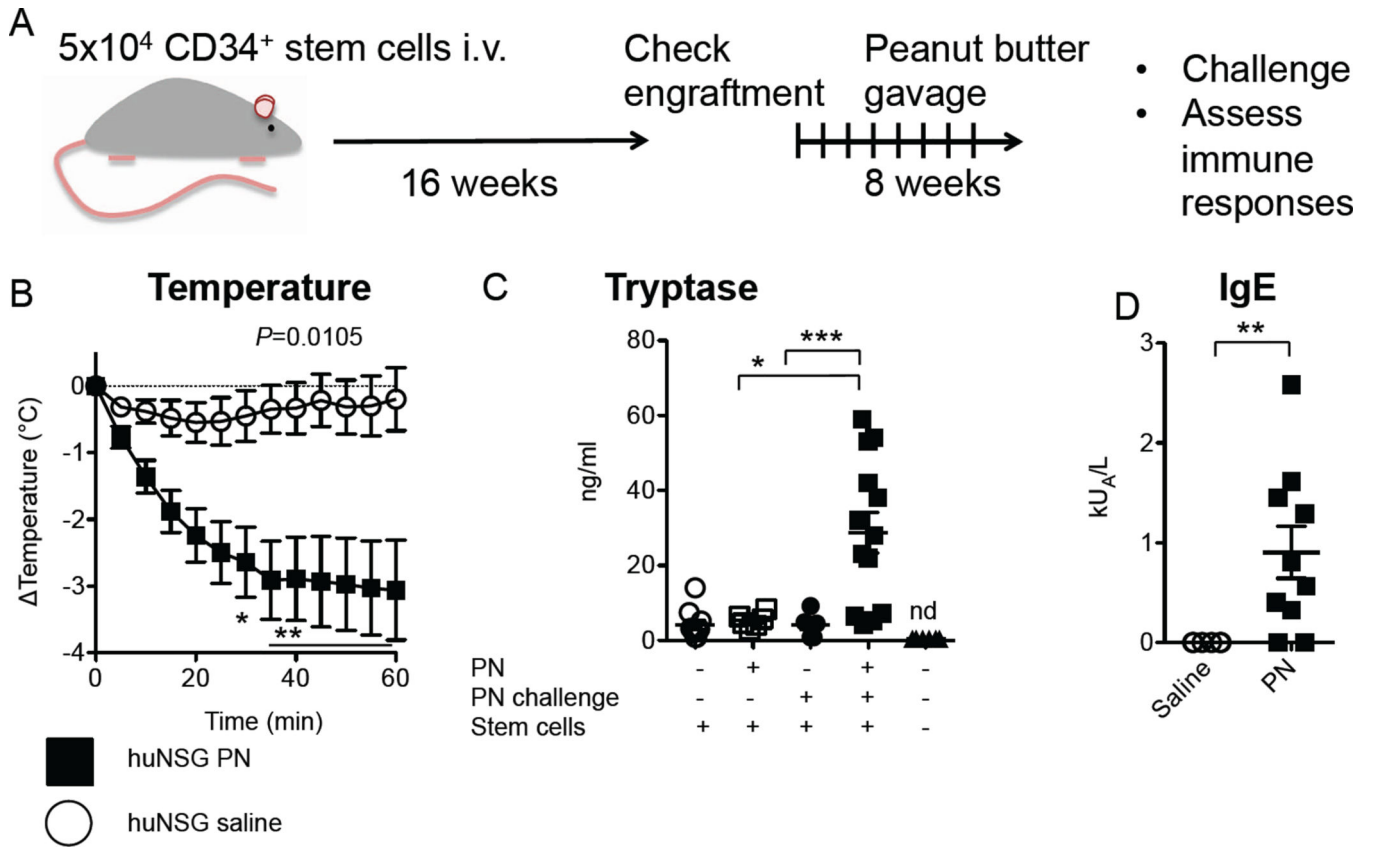 A
5x10⁴ CD34⁺ stem cells i.v.
Check
engraftment
Peanut butter
gavage
• Challenge
• Assess
immune
responses
16 weeks
8 weeks
B
Temperature
P=0.0105
ΔTemperature (°C)
0
-1
-2
-3
-4
*
**
0
20
40
60
Time (min)
huNSG PN
huNSG saline
C
Tryptase
ng/ml
80
60
40
20
0
*
***
nd
PN - + - + -
PN challenge - - + + -
Stem cells + + + + -
D
IgE
**
kU_A/L
3
2
1
0
Saline
PN